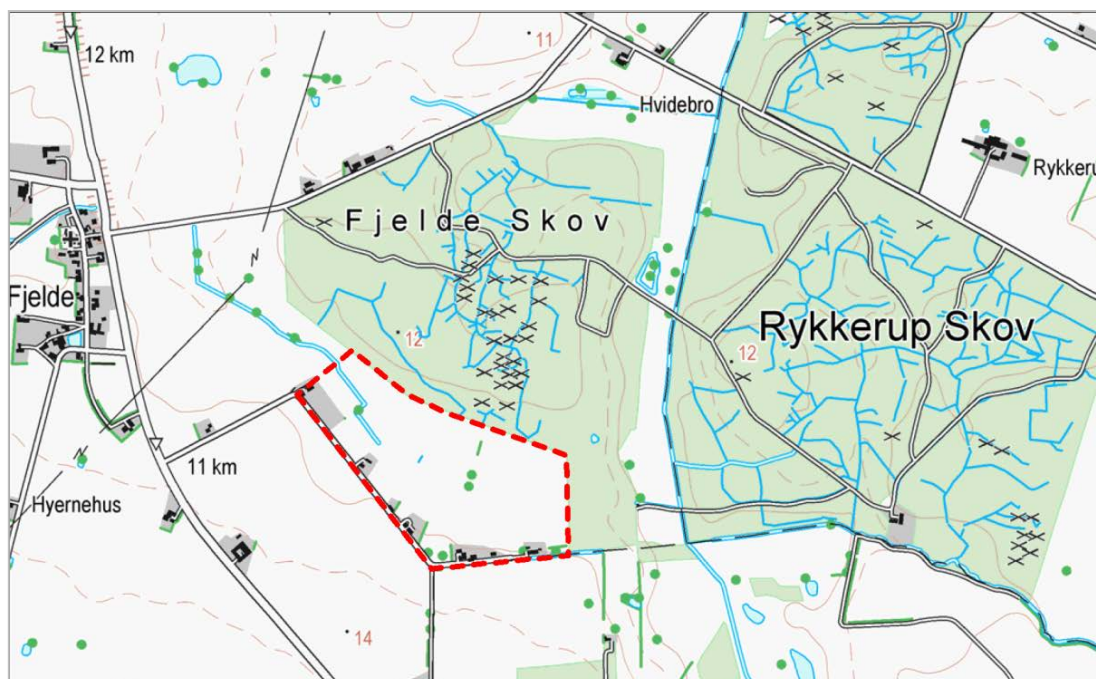 11
12 km
Hvidebro
Rykkeru
Fjelde Skov
Fjelde
12
Rykkerup Skov
12
11 km
Hyernehus
14